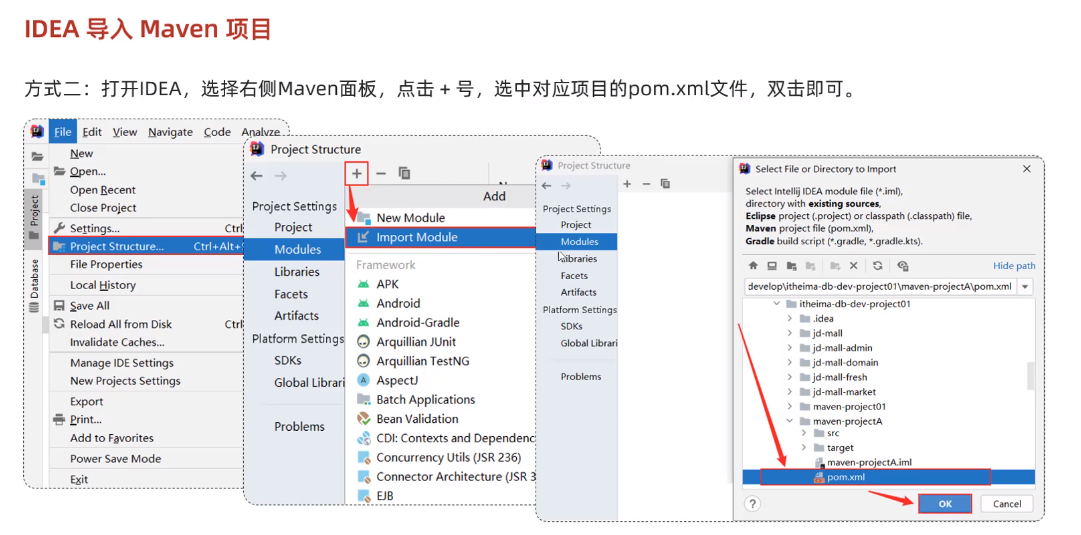 IDEA 导入 Maven 项目
方式二：打开IDEA，选择右侧Maven面板，点击 + 号，选中对应项目的pom.xml文件，双击即可。
File Edit View Navigate Code Analyze
New
Open...
Open Recent
Close Project
Settings... Ctrl
Project Structure... Ctrl+Alt+S
File Properties
Local History
Save All
Reload All from Disk Ctrl
Invalidate Caches...
Manage IDE Settings
New Projects Settings
Export
Print...
Add to Favorites
Power Save Mode
Exit
Project
Database
Project Structure
Project Settings
Project
Modules
Libraries
Facets
Artifacts
Platform Settings
SDKs
Global Librari
Problems
Add
New Module
Import Module
Framework
APK
Android
Android-Gradle
Arquillian JUnit
Arquillian TestNG
AspectJ
Batch Applications
Bean Validation
CDI: Contexts and Dependenc
Concurrency Utils (JSR 236)
Connector Architecture (JSR 3
EJB
Project Structure
Project Settings
Project
Modules
Libraries
Facets
Artifacts
Platform Settings
SDKs
Global Librari
Problems
Select File or Directory to Import
Select Intellij IDEA module file (*.iml),
directory with existing sources,
Eclipse project (.project) or classpath (.classpath) file,
Maven project file (pom.xml),
Gradle build script (*.gradle, *.gradle.kts).
Hide path
develop\itheima-db-dev-project01\maven-projectA\pom.xml
itheima-db-dev-project01
.idea
jd-mall
jd-mall-admin
jd-mall-domain
jd-mall-fresh
jd-mall-market
maven-project01
maven-projectA
src
target
maven-projectA.iml
pom.xml
? OK Cancel